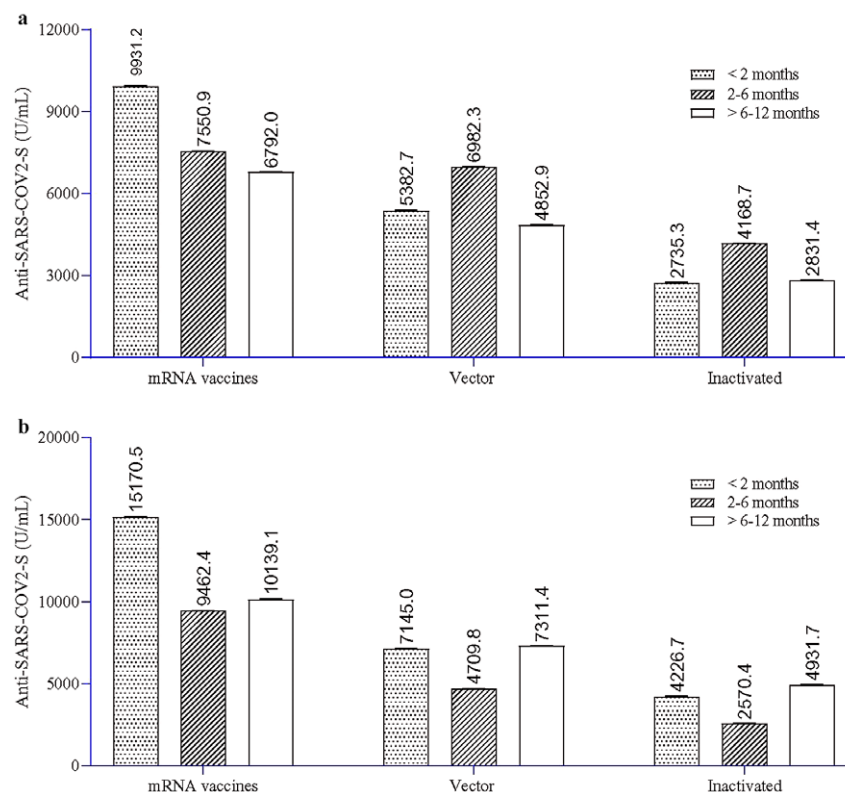 a
12000
9000
6000
3000
0
Anti-SARS-COV2-S (U/mL)
9931.2
7550.9
6792.0
5382.7
6982.3
4852.9
2735.3
4168.7
2831.4
< 2 months
2-6 months
> 6-12 months
mRNA vaccines
Vector
Inactivated
b
20000
15000
10000
5000
0
Anti-SARS-COV2-S (U/mL)
15170.5
9462.4
10139.1
7145.0
4709.8
7311.4
4226.7
2570.4
4931.7
< 2 months
2-6 months
> 6-12 months
mRNA vaccines
Vector
Inactivated